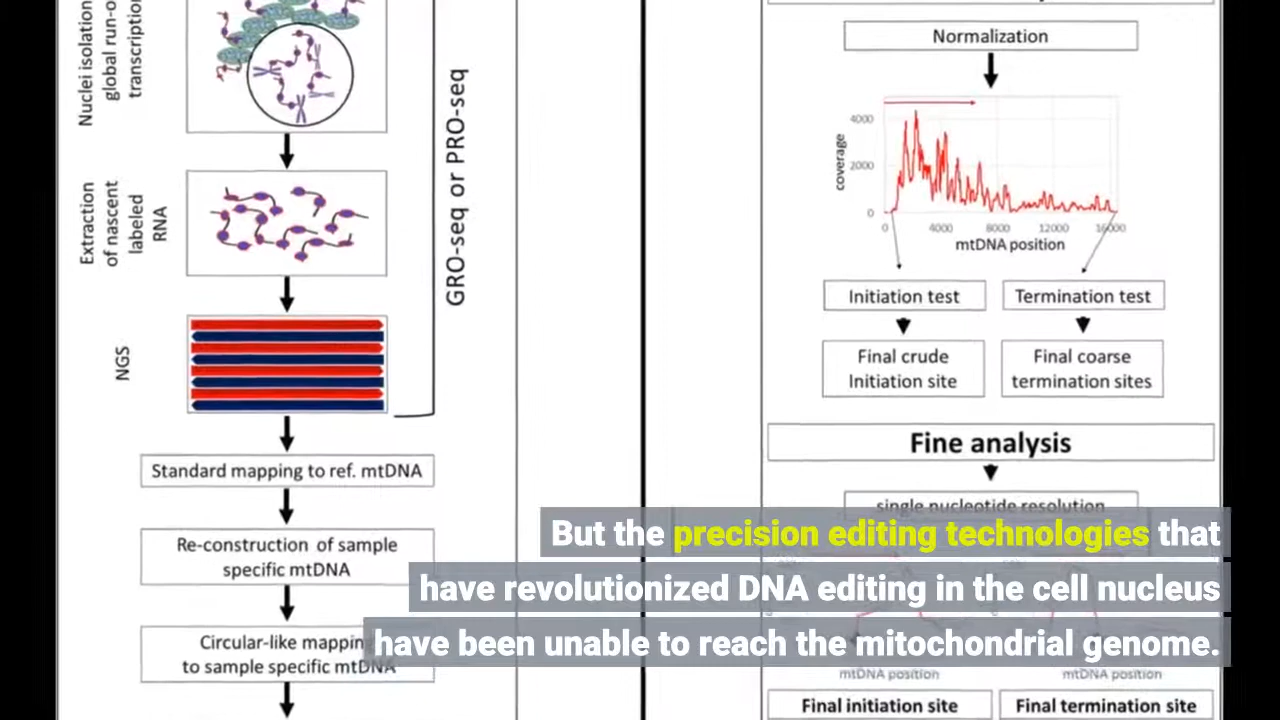 Nuclei isolation
global run-o
transcription
Extraction
of nascent
labeled
RNA
NGS
GRO-seq or PRO-seq
Standard mapping to ref. mtDNA
Re-construction of sample
specific mtDNA
Circular-like mapping
to sample specific mtDNA
Normalization
coverage
4000
2000
0
0
4000
8000
12000
16000
mtDNA position
Initiation test
Termination test
Final crude
Initiation site
Final coarse
termination sites
Fine analysis
single nucleotide resolution
But the precision editing technologies that
have revolutionized DNA editing in the cell nucleus
have been unable to reach the mitochondrial genome.
mtDNA position
mtDNA position
Final initiation site
Final termination site